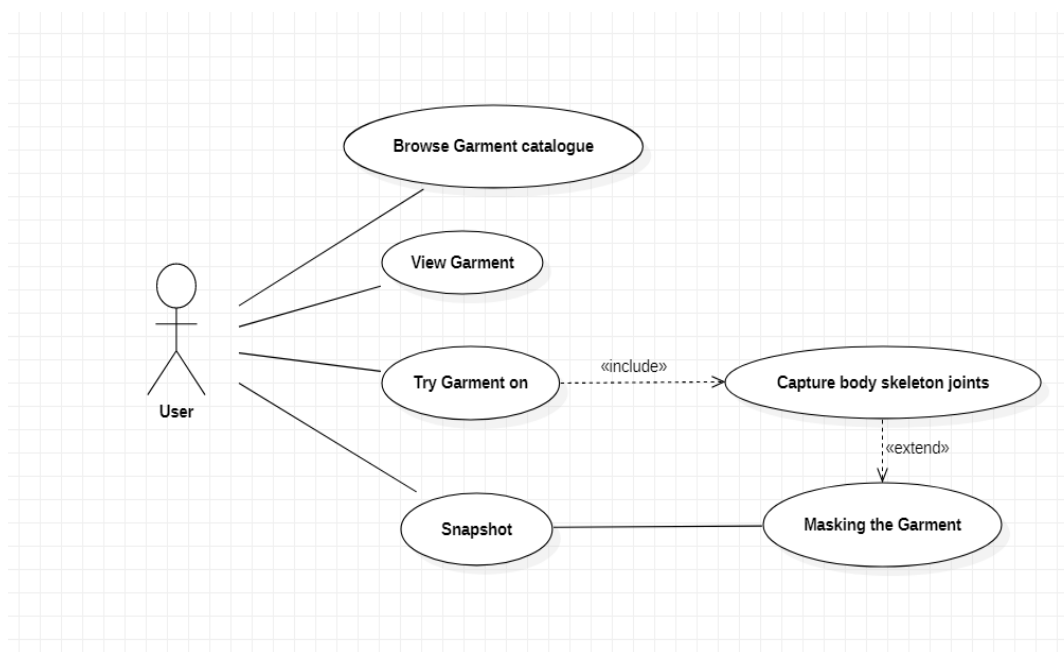 Browse Garment catalogue
View Garment
Try Garment on
«include»
Capture body skeleton joints
User
«extend»
Snapshot
Masking the Garment